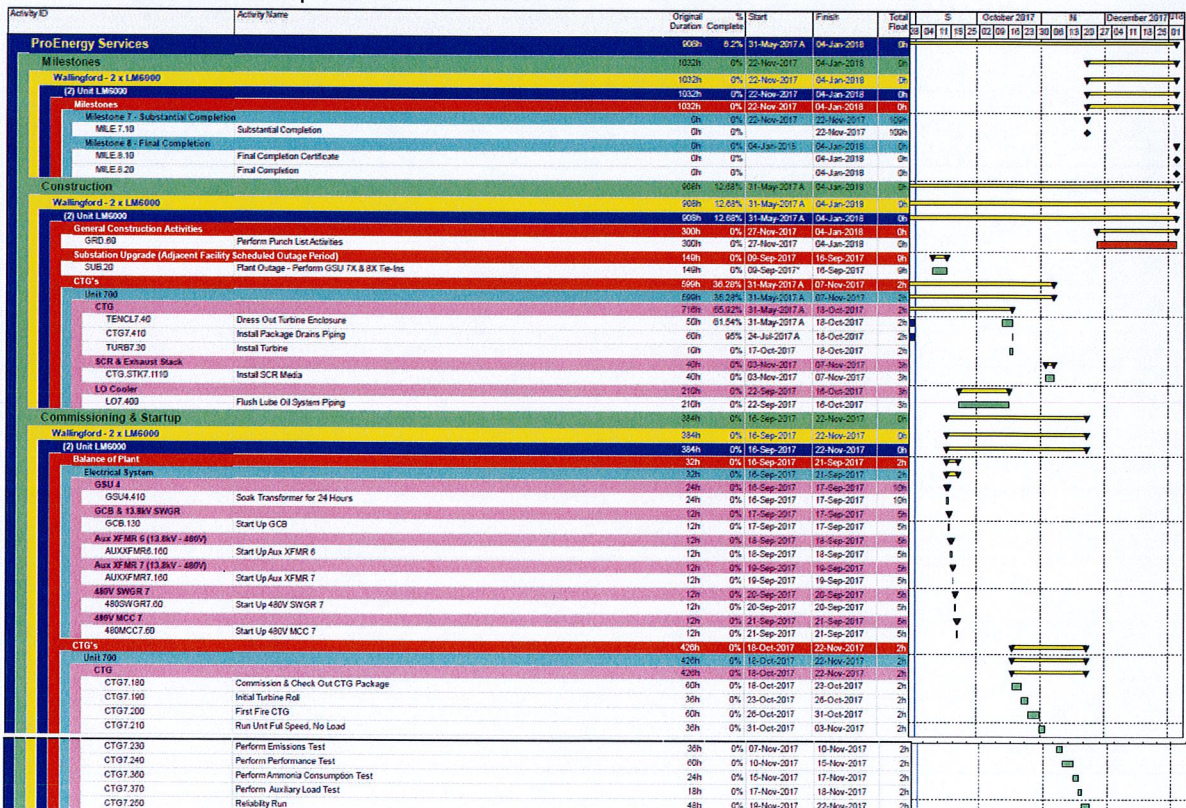 Activity ID Activity Name Original Duration % Complete Start Finish Total Float S October 2017 N December 2017
28 04 11 18 25 02 09 16 23 30 06 13 20 27 04 11 18 25 01
ProEnergy Services 906h 6.2% 31-May-2017 A 04-Jan-2018 0h
Milestones 1032h 0% 22-Nov-2017 04-Jan-2018 0h
Wallingford - 2 x LM6000 1032h 0% 22-Nov-2017 04-Jan-2018 0h
(2) Unit LM6000 1032h 0% 22-Nov-2017 04-Jan-2018 0h
Milestones 1032h 0% 22-Nov-2017 04-Jan-2018 0h
Milestone 7 - Substantial Completion 0h 0% 22-Nov-2017 22-Nov-2017 109h
MILE.7.10 Substantial Completion 0h 0% 22-Nov-2017 109h
Milestone 8 - Final Completion 0h 0% 04-Jan-2018 04-Jan-2018 0h
MILE.8.10 Final Completion Certificate 0h 0% 04-Jan-2018 0h
MILE.8.20 Final Completion 0h 0% 04-Jan-2018 0h
Construction 908h 12.68% 31-May-2017 A 04-Jan-2018 0h
Wallingford - 2 x LM6000 908h 12.68% 31-May-2017 A 04-Jan-2018 0h
(2) Unit LM6000 908h 12.68% 31-May-2017 A 04-Jan-2018 0h
General Construction Activities 300h 0% 27-Nov-2017 04-Jan-2018 0h
GRD.60 Perform Punch List Activities 300h 0% 27-Nov-2017 04-Jan-2018 0h
Substation Upgrade (Adjacent Facility Scheduled Outage Period) 149h 0% 09-Sep-2017 16-Sep-2017 9h
SUB.20 Plant Outage - Perform GSU 7X & 8X Tie-Ins 149h 0% 09-Sep-2017* 16-Sep-2017 9h
CTG's 599h 36.28% 31-May-2017 A 07-Nov-2017 2h
Unit 700 599h 36.28% 31-May-2017 A 07-Nov-2017 2h
CTG 716h 65.92% 31-May-2017 A 18-Oct-2017 2h
TENCL7.40 Dress Out Turbine Enclosure 50h 61.54% 31-May-2017 A 18-Oct-2017 2h
CTG7.410 Install Package Drains Piping 60h 95% 24-Jul-2017 A 18-Oct-2017 2h
TURB7.30 Install Turbine 10h 0% 17-Oct-2017 18-Oct-2017 2h
SCR & Exhaust Stack 40h 0% 03-Nov-2017 07-Nov-2017 3h
CTG.STK7.1110 Install SCR Media 40h 0% 03-Nov-2017 07-Nov-2017 3h
LO Cooler 210h 0% 22-Sep-2017 16-Oct-2017 3h
LO7.400 Flush Lube Oil System Piping 210h 0% 22-Sep-2017 16-Oct-2017 3h
Commissioning & Startup 384h 0% 16-Sep-2017 22-Nov-2017 0h
Wallingford - 2 x LM6000 384h 0% 16-Sep-2017 22-Nov-2017 0h
(2) Unit LM6000 384h 0% 16-Sep-2017 22-Nov-2017 0h
Balance of Plant 32h 0% 16-Sep-2017 21-Sep-2017 2h
Electrical System 32h 0% 16-Sep-2017 21-Sep-2017 2h
GSU 4 24h 0% 16-Sep-2017 17-Sep-2017 10h
GSU4.410 Soak Transformer for 24 Hours 24h 0% 16-Sep-2017 17-Sep-2017 10h
GCB & 13.8kV SWGR 12h 0% 17-Sep-2017 17-Sep-2017 5h
GCB.130 Start Up GCB 12h 0% 17-Sep-2017 17-Sep-2017 5h
Aux XFMR 6 (13.8kV - 480V) 12h 0% 18-Sep-2017 18-Sep-2017 5h
AUXXFMR6.160 Start Up Aux XFMR 6 12h 0% 18-Sep-2017 18-Sep-2017 5h
Aux XFMR 7 (13.8kV - 480V) 12h 0% 19-Sep-2017 19-Sep-2017 5h
AUXXFMR7.160 Start Up Aux XFMR 7 12h 0% 19-Sep-2017 19-Sep-2017 5h
480V SWGR 7 12h 0% 20-Sep-2017 20-Sep-2017 5h
480SWGR7.60 Start Up 480V SWGR 7 12h 0% 20-Sep-2017 20-Sep-2017 5h
480V MCC 7 12h 0% 21-Sep-2017 21-Sep-2017 5h
480MCC7.60 Start Up 480V MCC 7 12h 0% 21-Sep-2017 21-Sep-2017 5h
CTG's 426h 0% 18-Oct-2017 22-Nov-2017 2h
Unit 700 426h 0% 18-Oct-2017 22-Nov-2017 2h
CTG 426h 0% 18-Oct-2017 22-Nov-2017 2h
CTG7.180 Commission & Check Out CTG Package 60h 0% 18-Oct-2017 23-Oct-2017 2h
CTG7.190 Initial Turbine Roll 36h 0% 23-Oct-2017 26-Oct-2017 2h
CTG7.200 First Fire CTG 60h 0% 26-Oct-2017 31-Oct-2017 2h
CTG7.210 Run Unit Full Speed, No Load 36h 0% 31-Oct-2017 03-Nov-2017 2h
CTG7.230 Perform Emissions Test 36h 0% 07-Nov-2017 10-Nov-2017 2h
CTG7.240 Perform Performance Test 60h 0% 10-Nov-2017 15-Nov-2017 2h
CTG7.360 Perform Ammonia Consumption Test 24h 0% 15-Nov-2017 17-Nov-2017 2h
CTG7.370 Perform Auxiliary Load Test 18h 0% 17-Nov-2017 18-Nov-2017 2h
CTG7.250 Reliability Run 48h 0% 19-Nov-2017 22-Nov-2017 2h